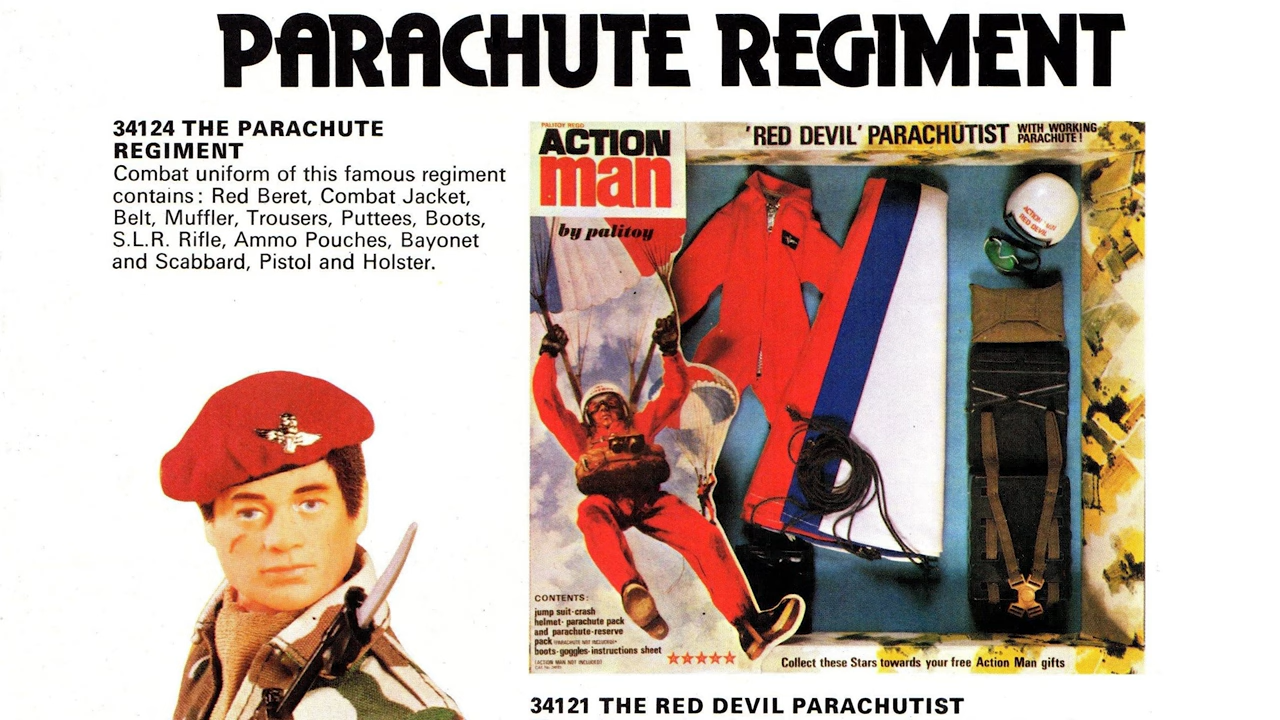 PARACHUTE REGIMENT
34124 THE PARACHUTE
REGIMENT
Combat uniform of this famous regiment
contains: Red Beret, Combat Jacket,
Belt, Muffler, Trousers, Puttees, Boots,
S.L.R. Rifle, Ammo Pouches, Bayonet
and Scabbard, Pistol and Holster.
PALITOY REGD
ACTION
man
by palitoy
'RED DEVIL' PARACHUTIST WITH WORKING
PARACHUTE!
RED DEVIL
CONTENTS:
jump suit·crash
helmet·parachute pack
and parachute·reserve
pack (PARACHUTE NOT INCLUDED)·
boots·goggles·instructions sheet
(ACTION MAN NOT INCLUDED)
Collect these Stars towards your free Action Man gifts
34121 THE RED DEVIL PARACHUTIST